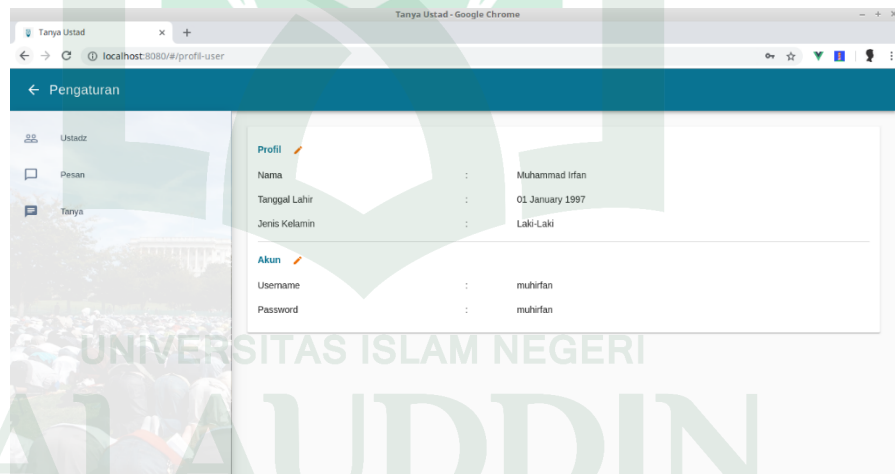 Tanya Ustad - Google Chrome
Tanya Ustad
localhost:8080/#/profil-user
Pengaturan
Ustadz
Pesan
Tanya
Profil
Nama : Muhammad Irfan
Tanggal Lahir : 01 January 1997
Jenis Kelamin : Laki-Laki
Akun
Username : muhirfan
Password : muhirfan
UNIVERSITAS ISLAM NEGERI
ALAUDDIN